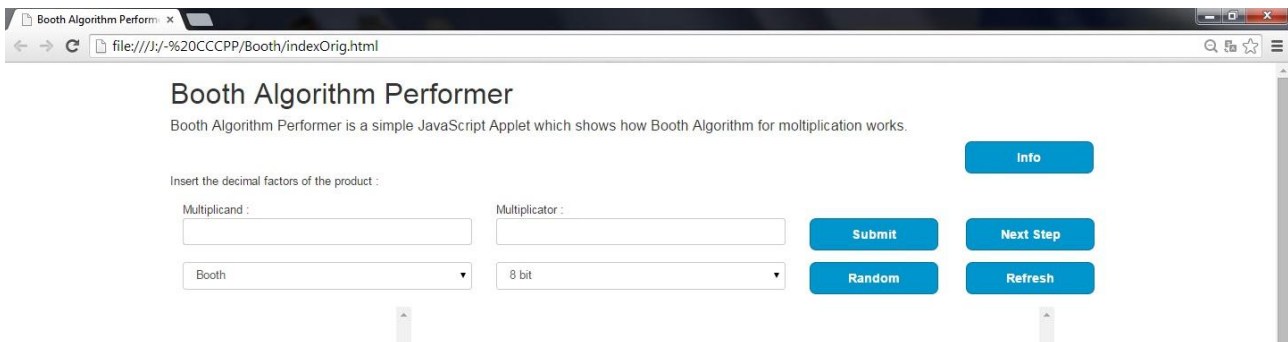 Booth Algorithm Perform
file:///J:/-%20CCCPP/Booth/indexOrig.html
Booth Algorithm Performer
Booth Algorithm Performer is a simple JavaScript Applet which shows how Booth Algorithm for moltiplication works.
Info
Insert the decimal factors of the product :
Multiplicand :
Multiplicator :
Submit
Next Step
Booth
8 bit
Random
Refresh